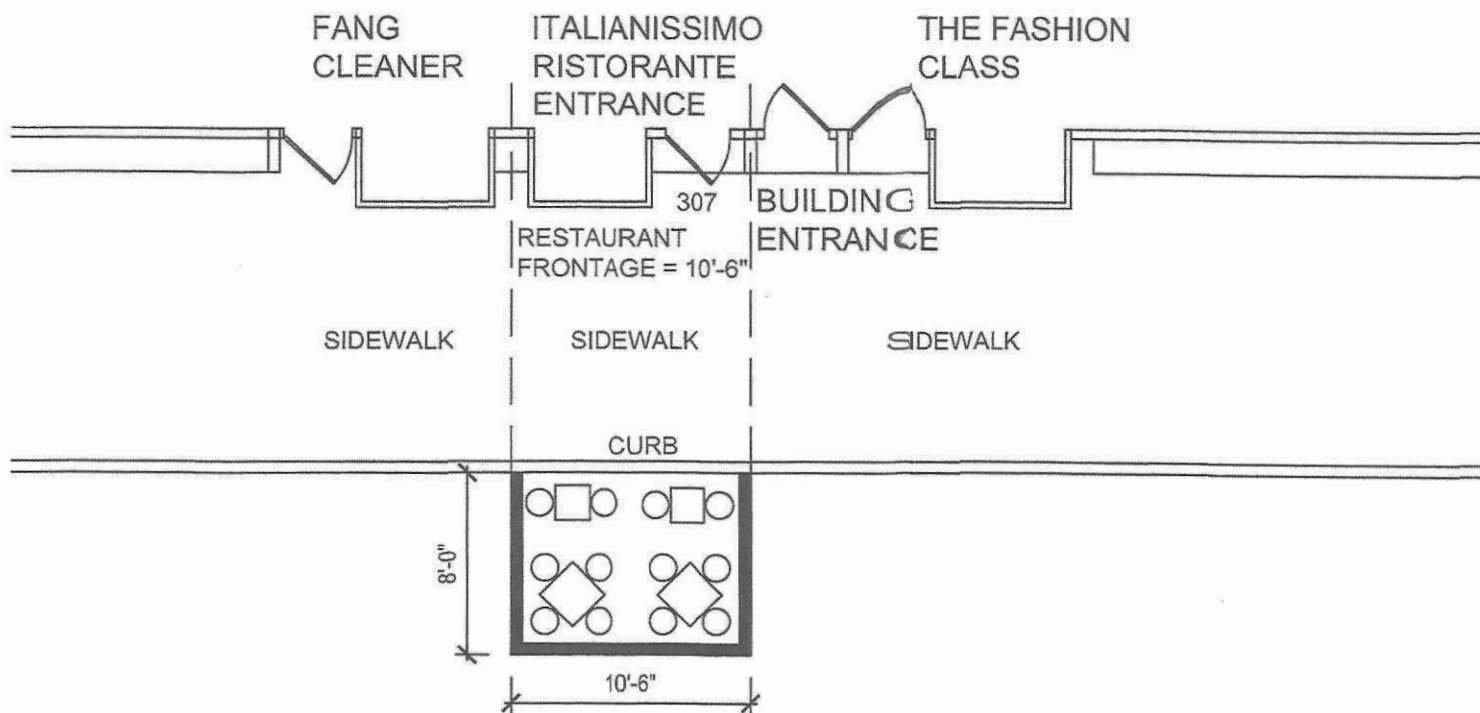 FANG
CLEANER
ITALIANISSIMO
RISTORANTE
ENTRANCE
THE FASHION
CLASS
307
BUILDING
ENTRANCE
RESTAURANT
FRONTAGE = 10'-6"
SIDEWALK
SIDEWALK
SIDEWALK
CURB
8'-0"
10'-6"